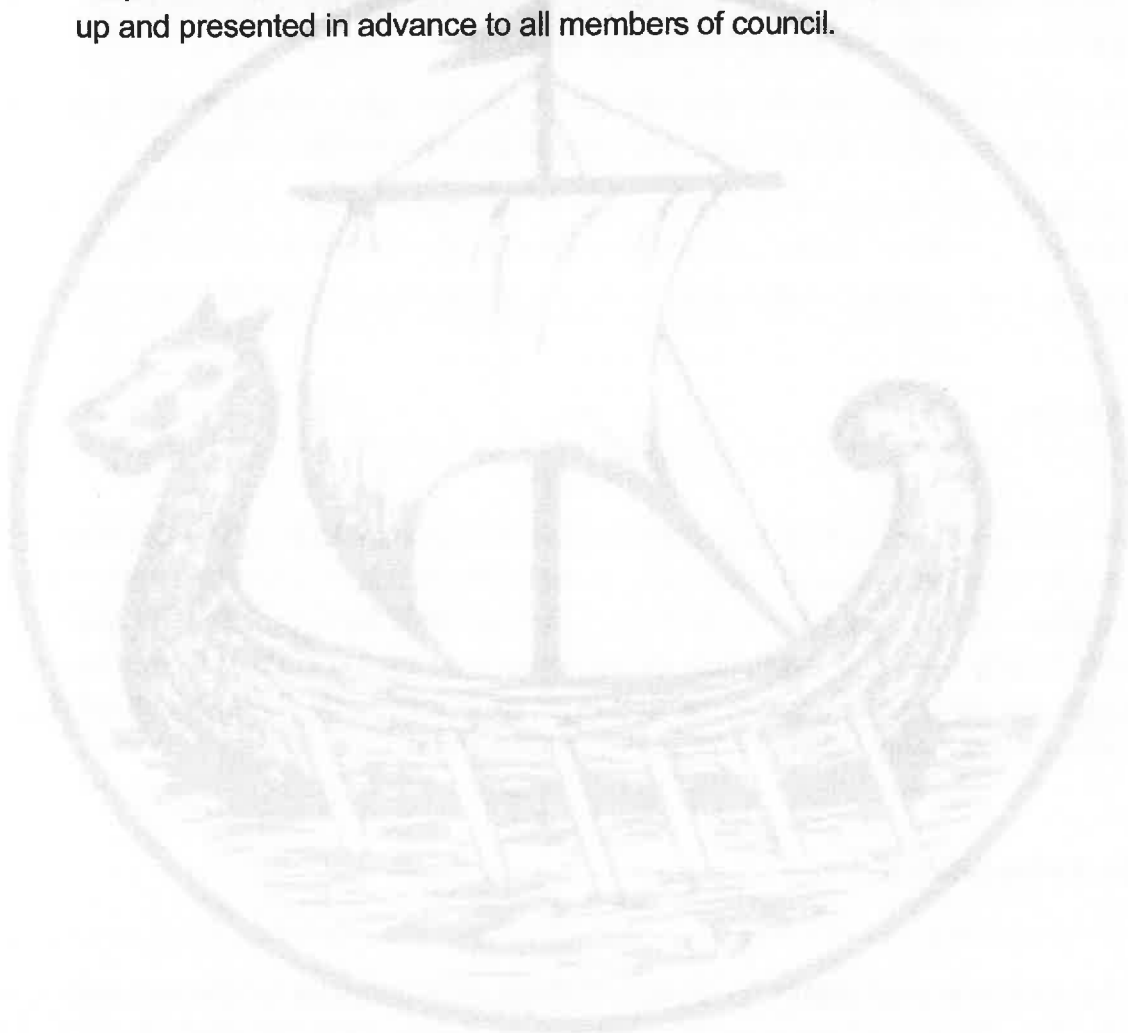 up and presented in advance to all members of council.